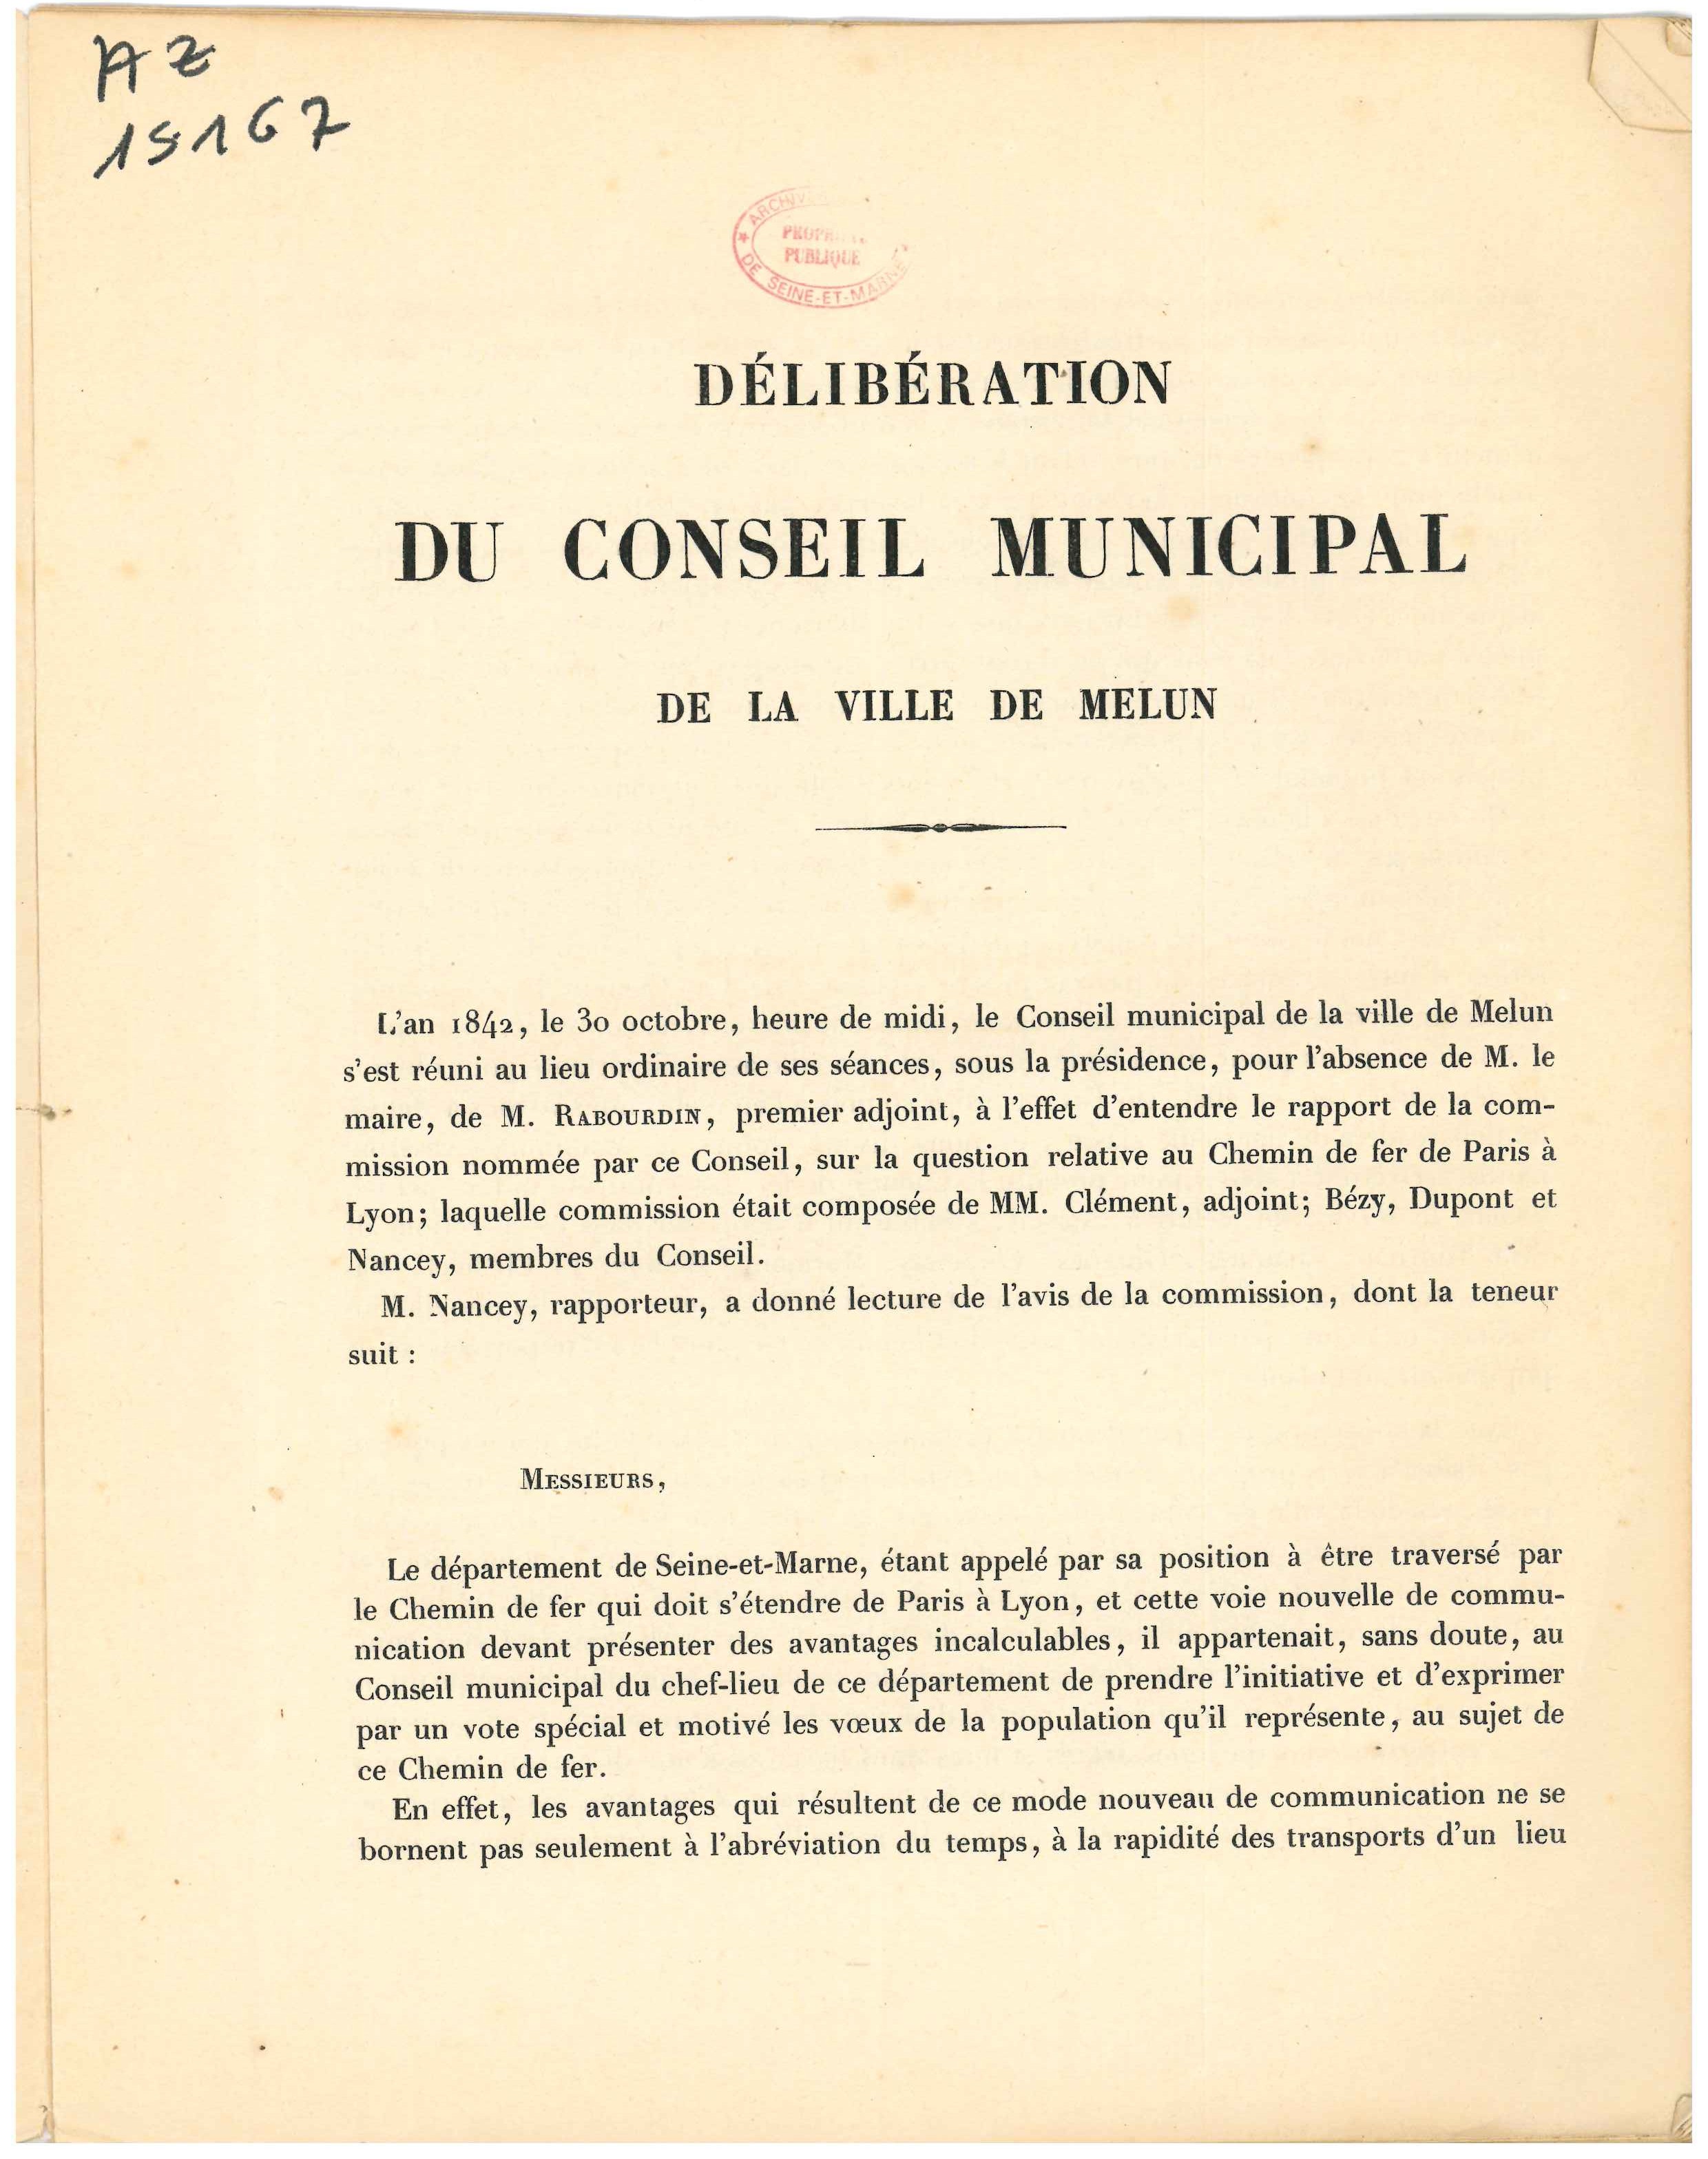 AZ
15167
ARCHIV
PROPR
PUBLIQUE
DE SEINE-ET-MARNE
DÉLIBÉRATION
DU CONSEIL MUNICIPAL
DE LA VILLE DE MELUN
L'an 1842, le 30 octobre, heure de midi, le Conseil municipal de la ville de Melun
s'est réuni au lieu ordinaire de ses séances, sous la présidence, pour l'absence de M. le
maire, de M. RABOURDIN, premier adjoint, à l'effet d'entendre le rapport de la com-
mission nommée par ce Conseil, sur la question relative au Chemin de fer de Paris à
Lyon; laquelle commission était composée de MM. Clément, adjoint; Bézy, Dupont et
Nancey, membres du Conseil.
M. Nancey, rapporteur, a donné lecture de l'avis de la commission, dont la teneur
suit :
MESSIEURS,
Le département de Seine-et-Marne, étant appelé par sa position à être traversé par
le Chemin de fer qui doit s'étendre de Paris à Lyon, et cette voie nouvelle de commu-
nication devant présenter des avantages incalculables, il appartenait, sans doute, au
Conseil municipal du chef-lieu de ce département de prendre l'initiative et d'exprimer
par un vote spécial et motivé les vœux de la population qu'il représente, au sujet de
ce Chemin de fer.
En effet, les avantages qui résultent de ce mode nouveau de communication ne se
bornent pas seulement à l'abréviation du temps, à la rapidité des transports d'un lieu